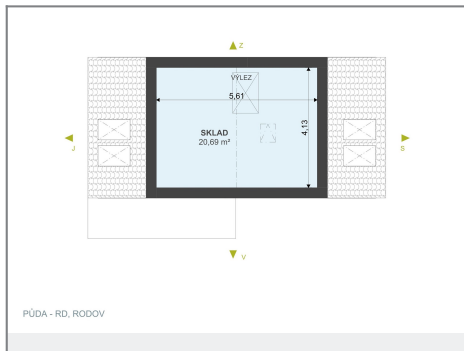 Z
VÝLEZ
5,61
SKLAD
20,69 m²
4,13
J
S
V
PŮDA - RD, RODOV